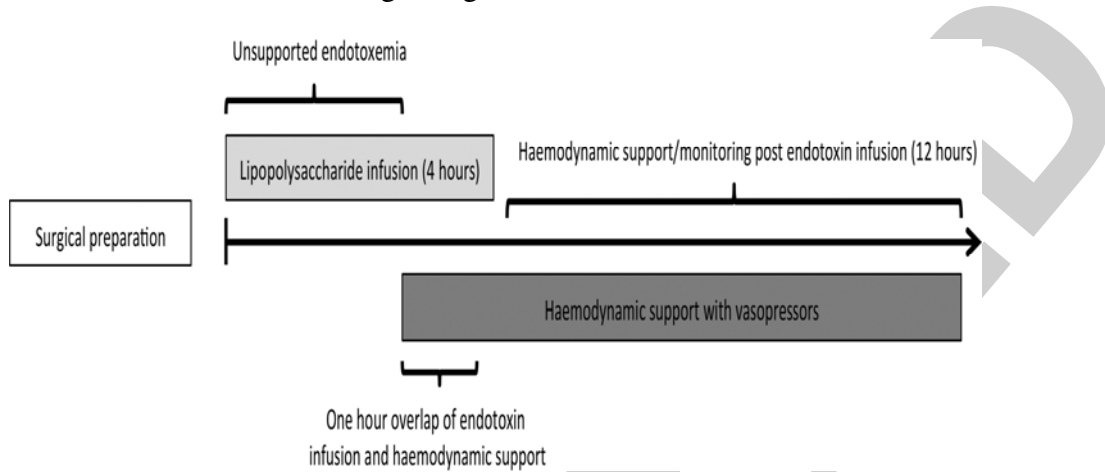 Unsupported endotoxemia
Lipopolysaccharide infusion (4 hours)
Haemodynamic support/monitoring post endotoxin infusion (12 hours)
Surgical preparation
Haemodynamic support with vasopressors
One hour overlap of endotoxin
infusion and haemodynamic support